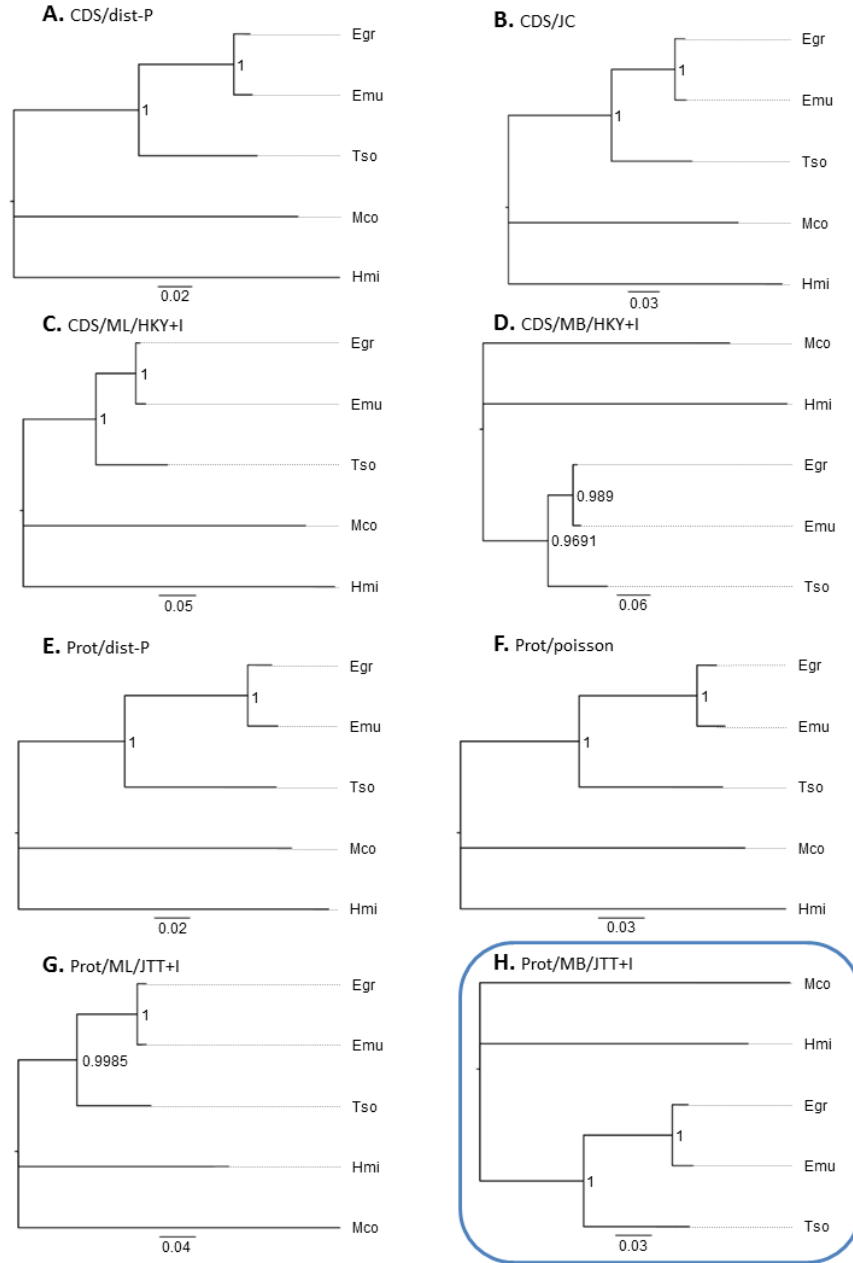 A. CDS/dist-P
Egr
1
Emu
1
Tso
Mco
Hmi
0.02
B. CDS/JC
Egr
1
Emu
1
Tso
Mco
Hmi
0.03
C. CDS/ML/HKY+I
Egr
1
Emu
1
Tso
Mco
Hmi
0.05
D. CDS/MB/HKY+I
Mco
Hmi
Egr
0.989
Emu
0.9691
Tso
0.06
E. Prot/dist-P
Egr
1
Emu
1
Tso
Mco
Hmi
0.02
F. Prot/poisson
Egr
1
Emu
1
Tso
Mco
Hmi
0.03
G. Prot/ML/JTT+I
Egr
1
Emu
0.9985
Tso
Hmi
Mco
0.04
H. Prot/MB/JTT+I
Mco
Hmi
Egr
1
Emu
1
Tso
0.03